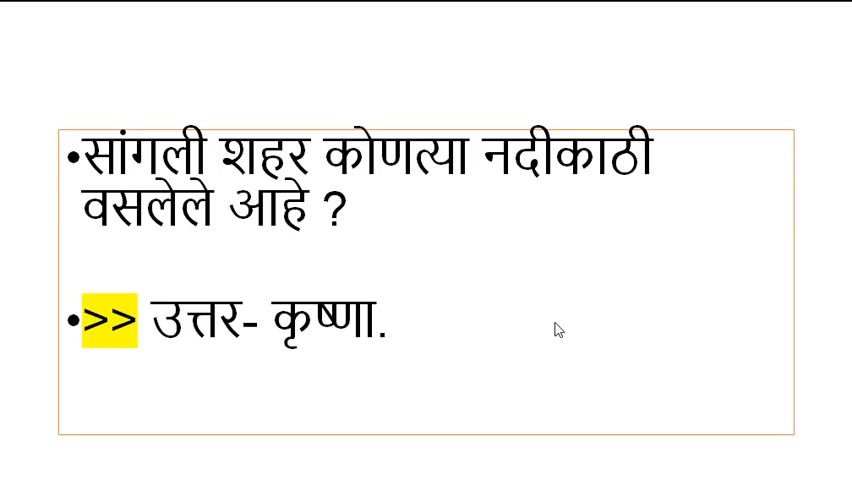 •सांगली शहर कोणत्या नदीकाठी
वसलेले आहे ?
•>> उत्तर- कृष्णा.